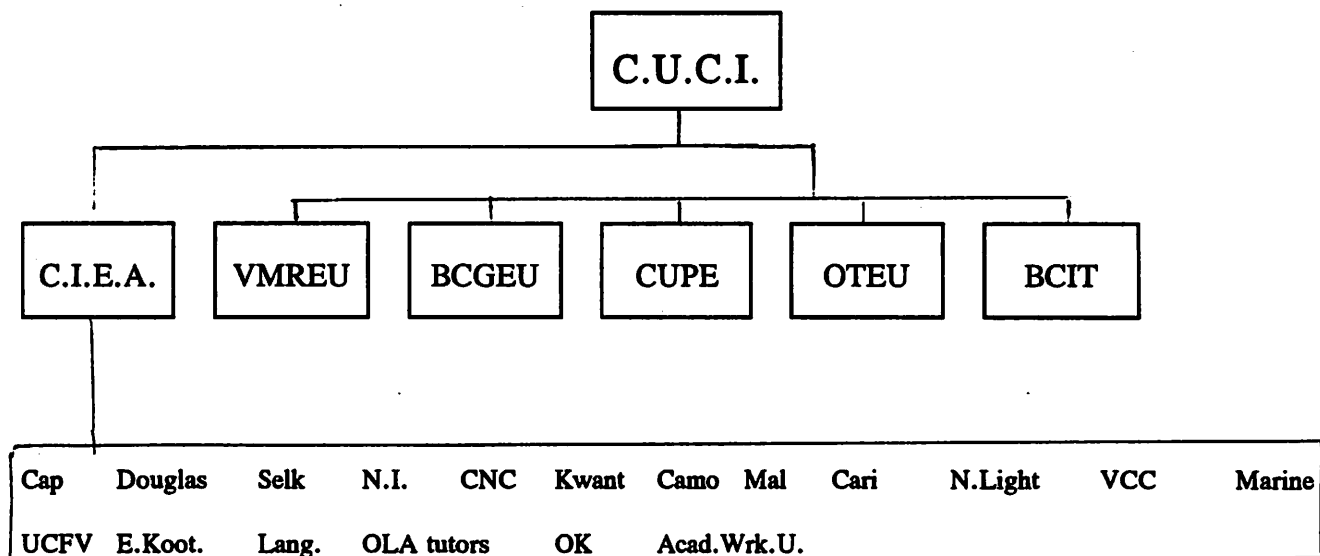 C.U.C.I.
C.I.E.A. VMREU BCGEU CUPE OTEU BCIT
Cap Douglas Selk N.I. CNC Kwant Camo Mal Cari N.Light VCC Marine
UCFV E.Koot. Lang. OLA tutors OK Acad.Wrk.U.